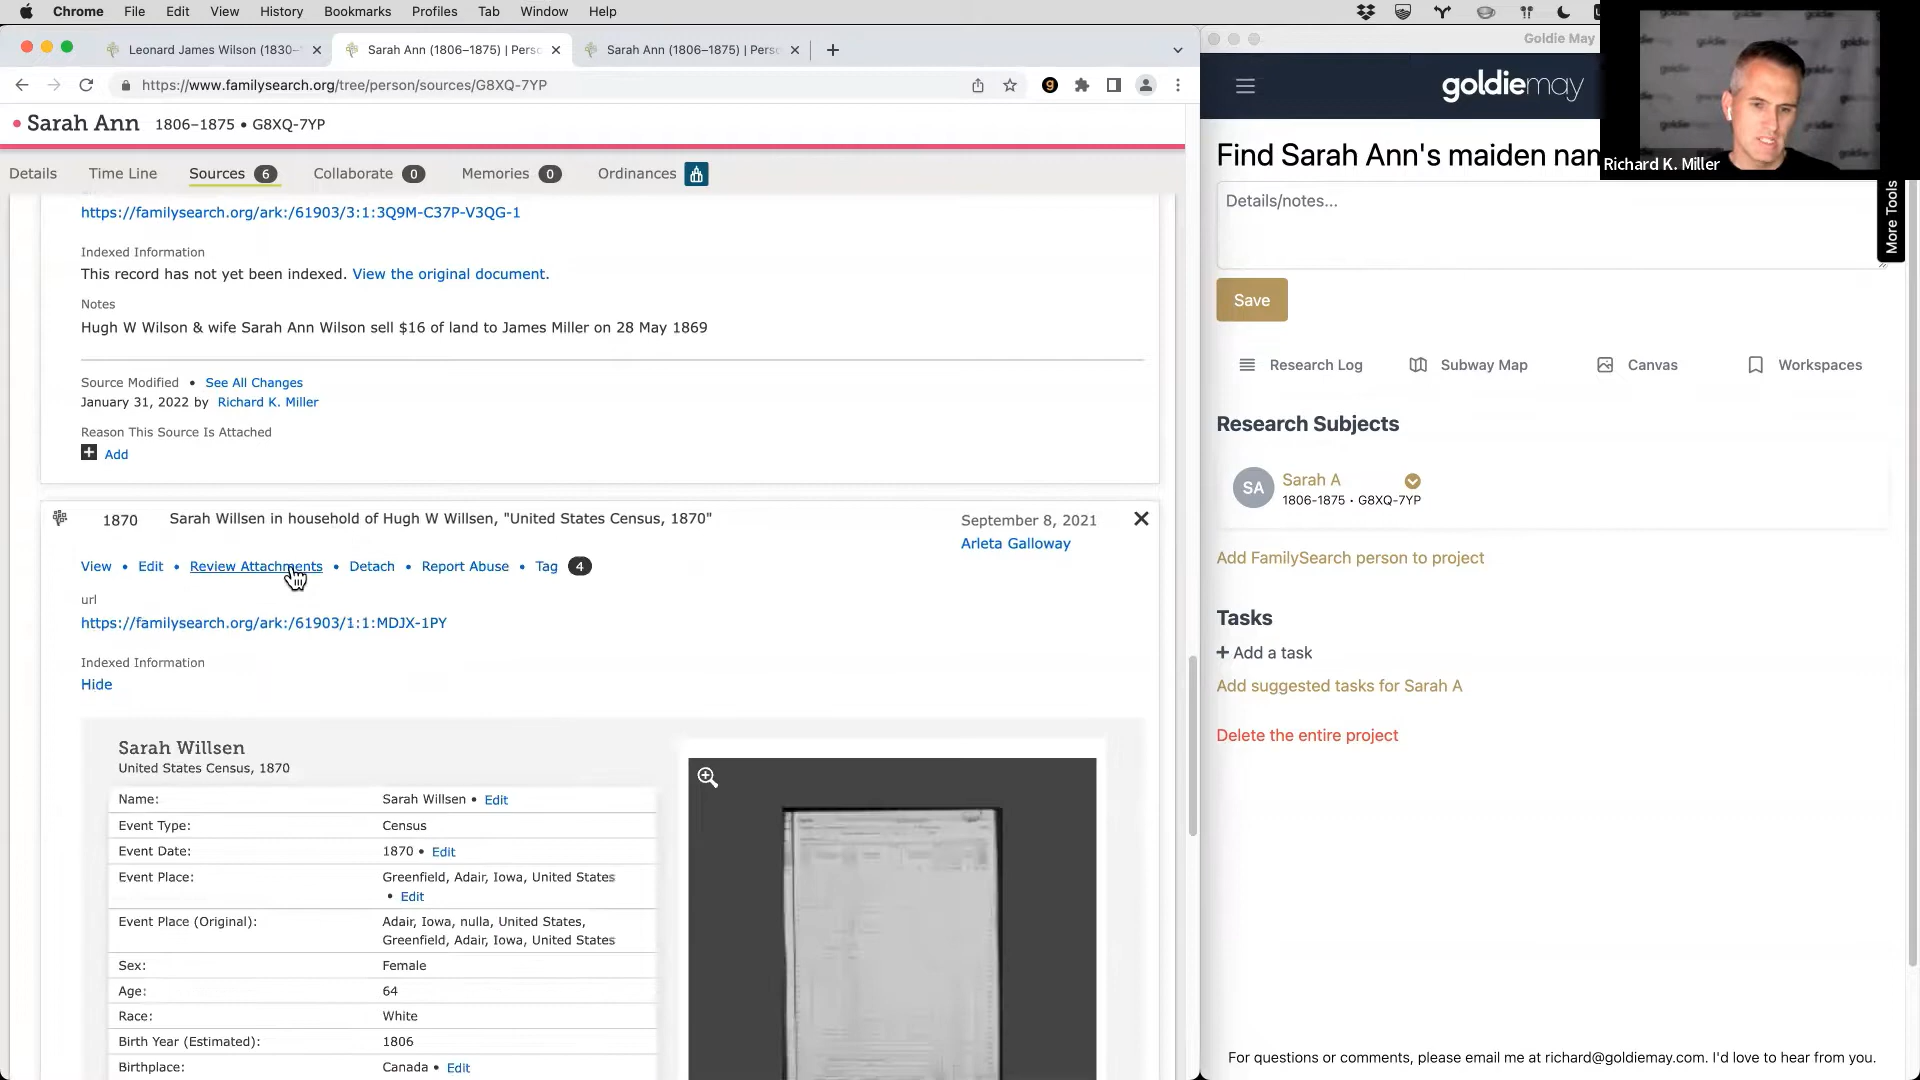 Chrome File Edit View History Bookmarks Profiles Tab Window Help
Leonard James Wilson (1830–
Sarah Ann (1806–1875) | Perso
Sarah Ann (1806–1875) | Perso
https://www.familysearch.org/tree/person/sources/G8XQ-7YP
Sarah Ann 1806–1875 • G8XQ-7YP
Details Time Line Sources 6 Collaborate 0 Memories 0 Ordinances
https://familysearch.org/ark:/61903/3:1:3Q9M-C37P-V3QG-1
Indexed Information
This record has not yet been indexed. View the original document.
Notes
Hugh W Wilson & wife Sarah Ann Wilson sell $16 of land to James Miller on 28 May 1869
Source Modified • See All Changes
January 31, 2022 by Richard K. Miller
Reason This Source Is Attached
Add
1870 Sarah Willsen in household of Hugh W Willsen, "United States Census, 1870"
September 8, 2021
Arleta Galloway
View • Edit • Review Attachments • Detach • Report Abuse • Tag 4
url
https://familysearch.org/ark:/61903/1:1:MDJX-1PY
Indexed Information
Hide
Sarah Willsen
United States Census, 1870
Name: Sarah Willsen • Edit
Event Type: Census
Event Date: 1870 • Edit
Event Place: Greenfield, Adair, Iowa, United States
• Edit
Event Place (Original): Adair, Iowa, nulla, United States,
Greenfield, Adair, Iowa, United States
Sex: Female
Age: 64
Race: White
Birth Year (Estimated): 1806
Birthplace: Canada • Edit
Goldie May
goldiemay
Richard K. Miller
Find Sarah Ann's maiden nam
Details/notes...
More Tools
Save
Research Log Subway Map Canvas Workspaces
Research Subjects
SA Sarah A
1806-1875 • G8XQ-7YP
Add FamilySearch person to project
Tasks
+ Add a task
Add suggested tasks for Sarah A
Delete the entire project
For questions or comments, please email me at richard@goldiemay.com. I'd love to hear from you.